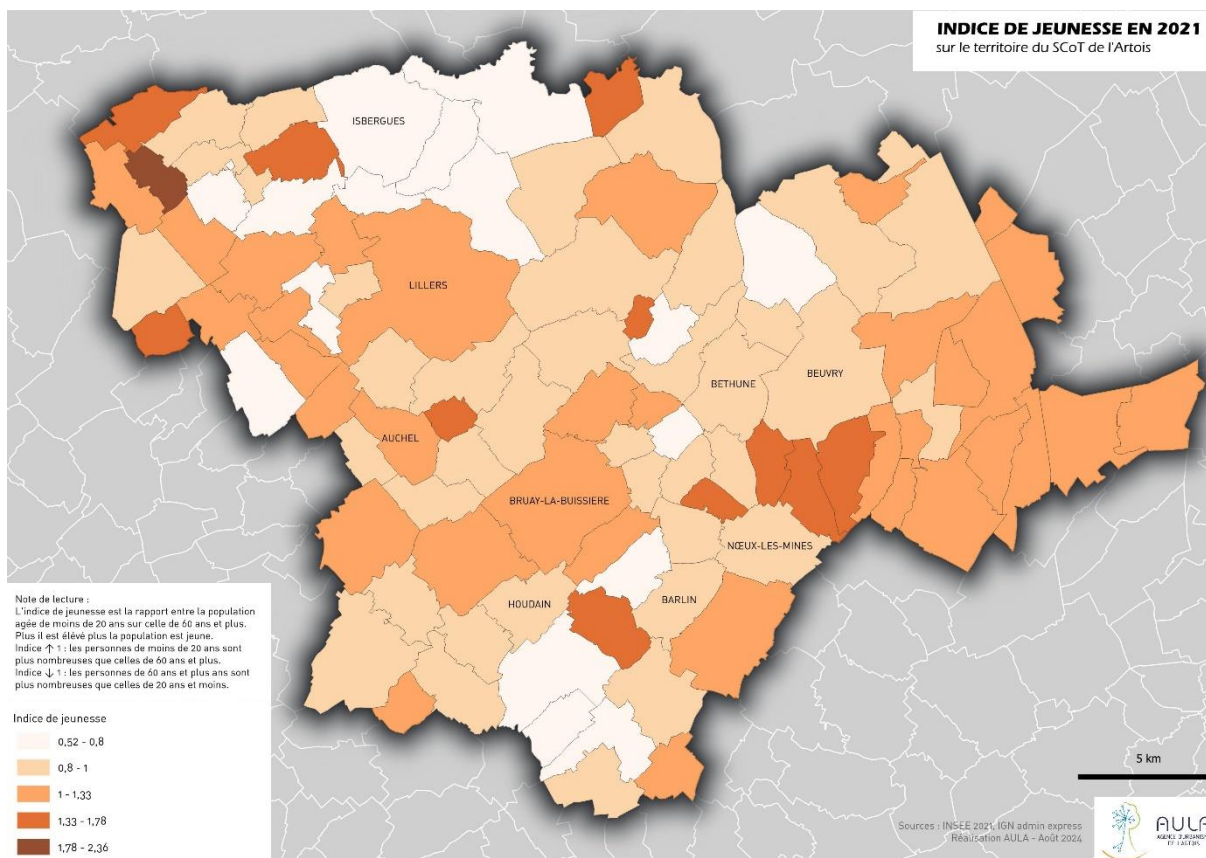 INDICE DE JEUNESSE EN 2021
sur le territoire du SCoT de l'Artois
ISBERGUES
LILLERS
BETHUNE
BEUVRY
AUCHEL
BRUAY-LA-BUISSIERE
NŒUX-LES-MINES
HOUDAIN
BARLIN
Note de lecture :
L'indice de jeunesse est la rapport entre la population
agée de moins de 20 ans sur celle de 60 ans et plus.
Plus il est élévé plus la population est jeune.
Indice ↑ 1 : les personnes de moins de 20 ans sont
plus nombreuses que celles de 60 ans et plus.
Indice ↓ 1 : les personnes de 60 ans et plus ans sont
plus nombreuses que celles de 20 ans et moins.
Indice de jeunesse
0,52 - 0,8
0,8 - 1
1 - 1,33
1,33 - 1,78
1,78 - 2,36
5 km
Sources : INSEE 2021, IGN admin express
Réalisation AULA - Août 2024
AULA
AGENCE D'URBANISME
DE L'ARTOIS